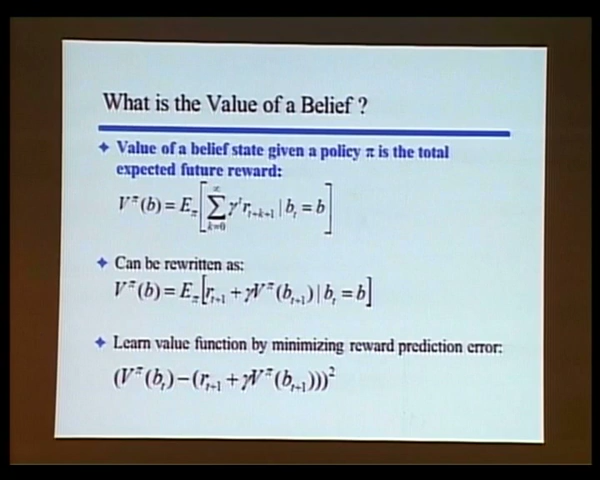 What is the Value of a Belief ?
✦ Value of a belief state given a policy π is the total
expected future reward:
V^π(b) = E_π[∑_{k=0}^{∞} γ^t r_{t+k+1} | b_t = b]
✦ Can be rewritten as:
V^π(b) = E_π[r_{t+1} + γV^π(b_{t+1}) | b_t = b]
✦ Learn value function by minimizing reward prediction error:
(V^π(b_t) − (r_{t+1} + γV^π(b_{t+1})))^2